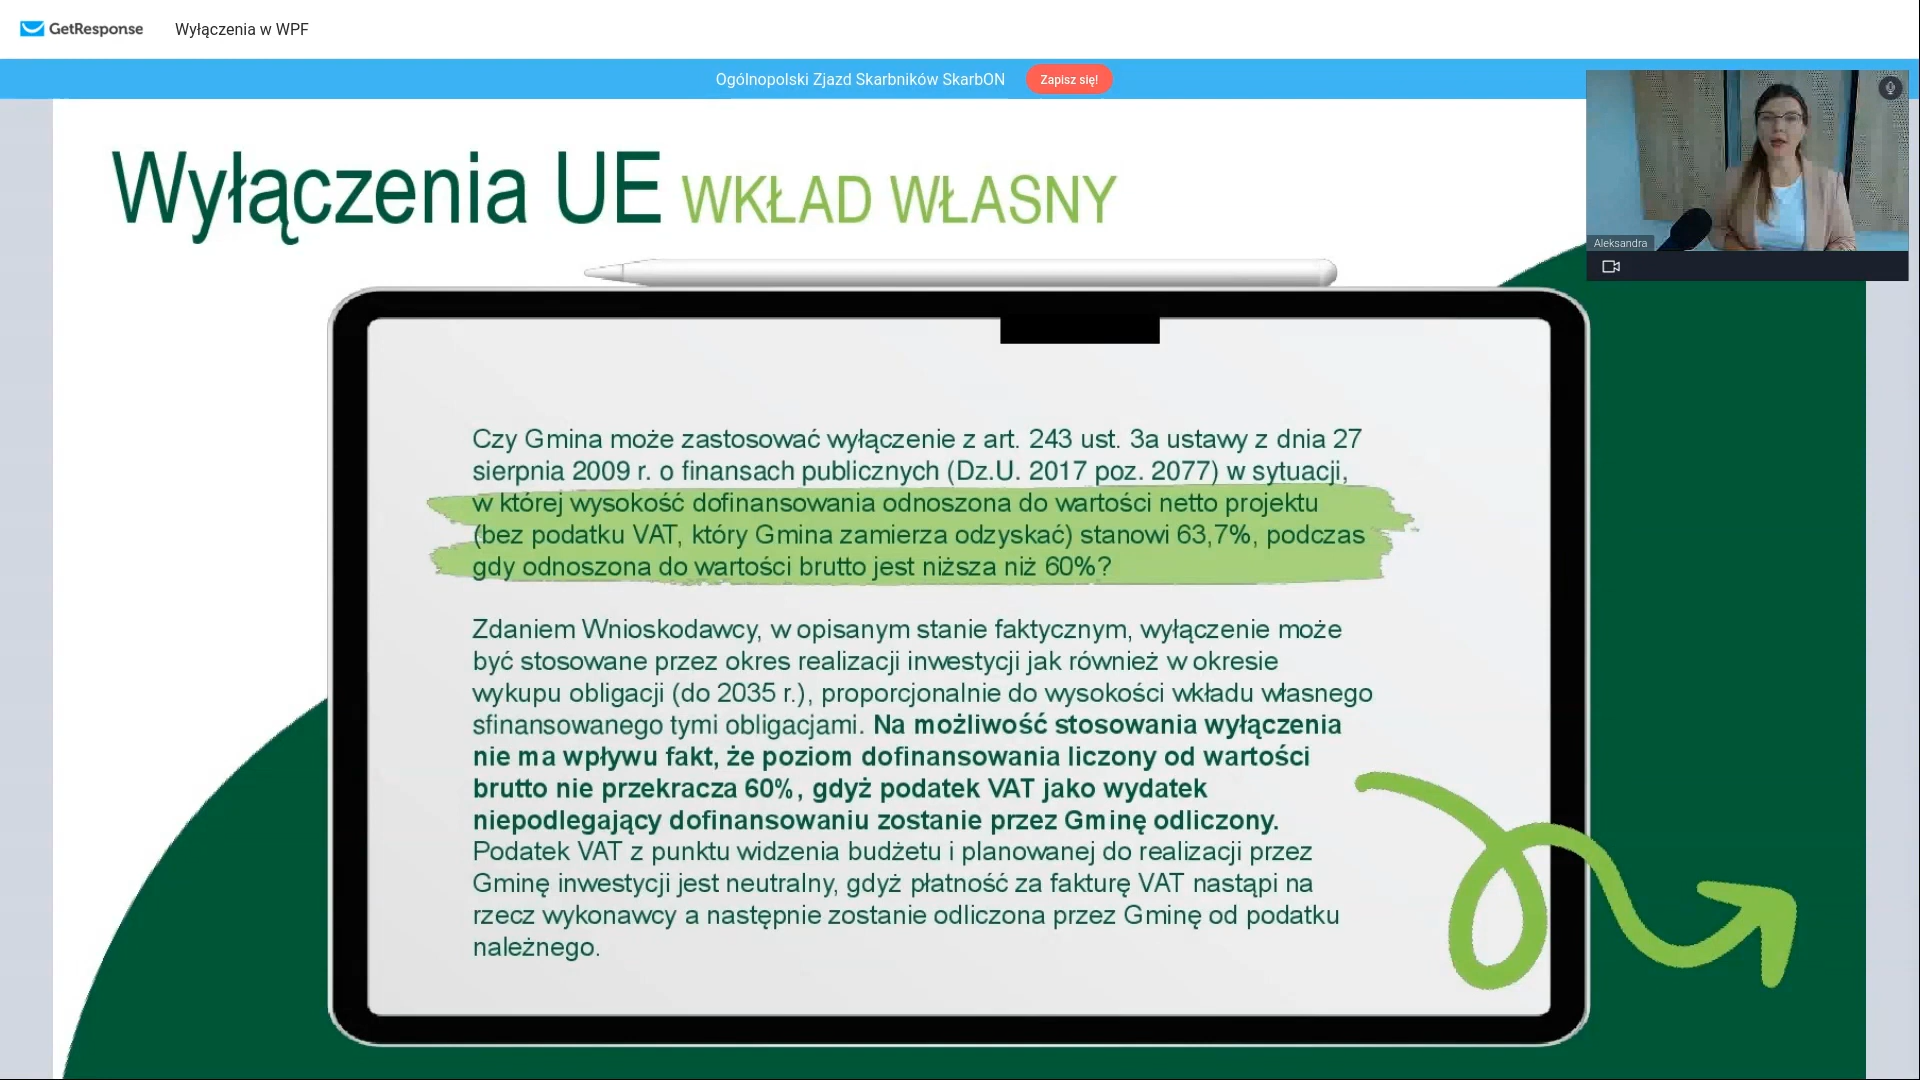 GetResponse
Wyłączenia w WPF
Ogólnopolski Zjazd Skarbników SkarbON
Zapisz się!
Aleksandra
Wyłączenia UE WKŁAD WŁASNY
Czy Gmina może zastosować wyłączenie z art. 243 ust. 3a ustawy z dnia 27
sierpnia 2009 r. o finansach publicznych (Dz.U. 2017 poz. 2077) w sytuacji,
w której wysokość dofinansowania odnoszona do wartości netto projektu
(bez podatku VAT, który Gmina zamierza odzyskać) stanowi 63,7%, podczas
gdy odnoszona do wartości brutto jest niższa niż 60%?
Zdaniem Wnioskodawcy, w opisanym stanie faktycznym, wyłączenie może
być stosowane przez okres realizacji inwestycji jak również w okresie
wykupu obligacji (do 2035 r.), proporcjonalnie do wysokości wkładu własnego
sfinansowanego tymi obligacjami. Na możliwość stosowania wyłączenia
nie ma wpływu fakt, że poziom dofinansowania liczony od wartości
brutto nie przekracza 60%, gdyż podatek VAT jako wydatek
niepodlegający dofinansowaniu zostanie przez Gminę odliczony.
Podatek VAT z punktu widzenia budżetu i planowanej do realizacji przez
Gminę inwestycji jest neutralny, gdyż płatność za fakturę VAT nastąpi na
rzecz wykonawcy a następnie zostanie odliczona przez Gminę od podatku
należnego.